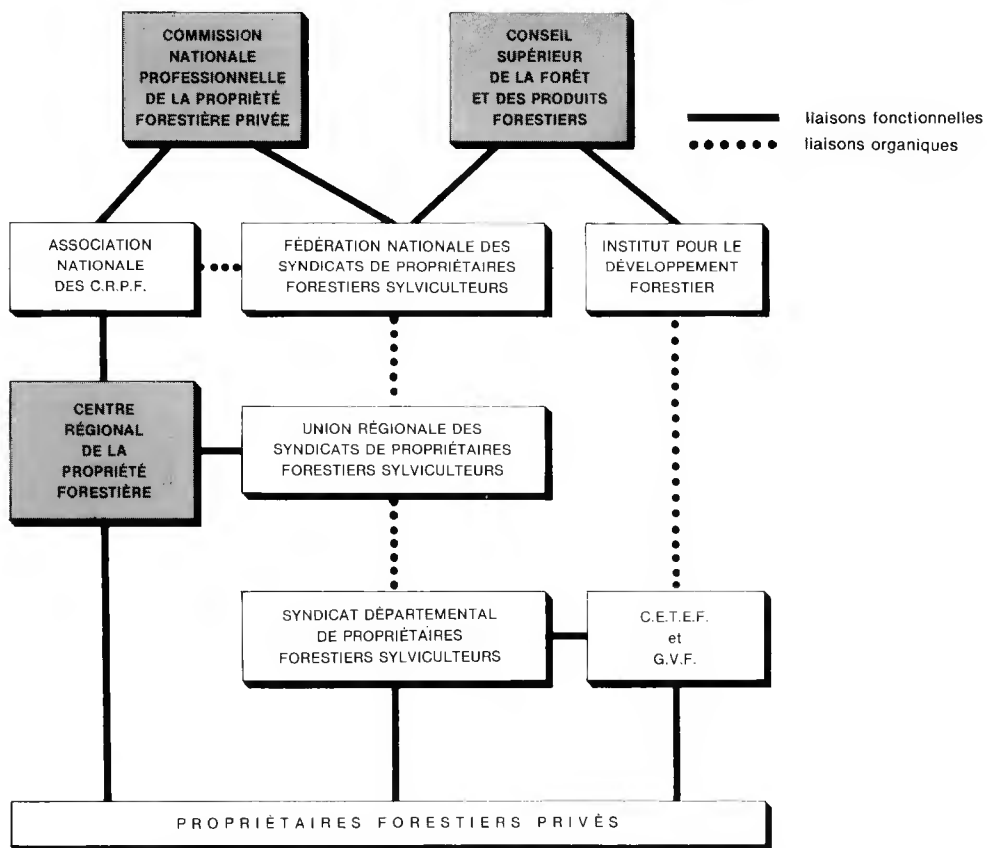 COMMISSION
NATIONALE
PROFESSIONNELLE
DE LA PROPRIÉTÉ
FORESTIÈRE PRIVÉE
CONSEIL
SUPÉRIEUR
DE LA FORÊT
ET DES PRODUITS
FORESTIERS
liaisons fonctionnelles
liaisons organiques
ASSOCIATION
NATIONALE
DES C.R.P.F.
FÉDÉRATION NATIONALE DES
SYNDICATS DE PROPRIÉTAIRES
FORESTIERS SYLVICULTEURS
INSTITUT POUR LE
DÉVELOPPEMENT
FORESTIER
CENTRE
RÉGIONAL
DE LA
PROPRIÉTÉ
FORESTIÈRE
UNION RÉGIONALE DES
SYNDICATS DE PROPRIÉTAIRES
FORESTIERS SYLVICULTEURS
SYNDICAT DÉPARTEMENTAL
DE PROPRIÉTAIRES
FORESTIERS SYLVICULTEURS
C.E.T.E.F.
et
G.V.F.
PROPRIÉTAIRES FORESTIERS PRIVÉS